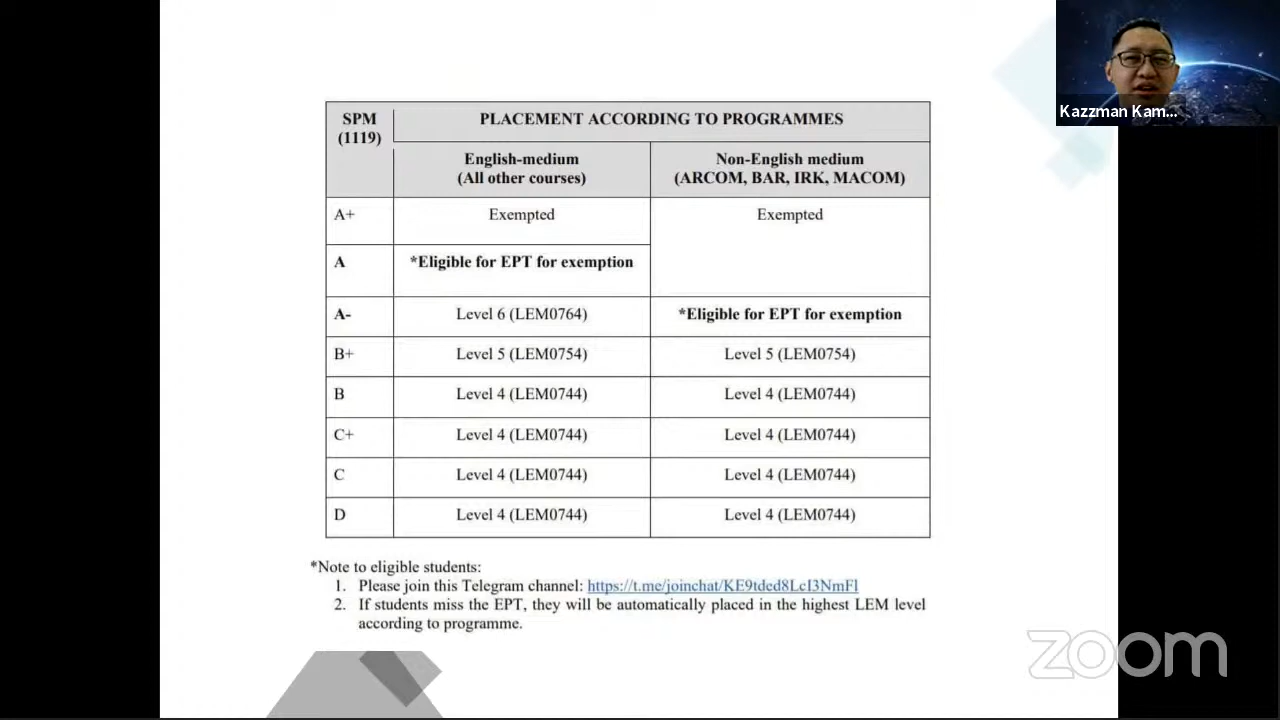 Kazzman Kam...
SPM
(1119)
PLACEMENT ACCORDING TO PROGRAMMES
English-medium
(All other courses)
Non-English medium
(ARCOM, BAR, IRK, MACOM)
A+ Exempted Exempted
A *Eligible for EPT for exemption
A- Level 6 (LEM0764) *Eligible for EPT for exemption
B+ Level 5 (LEM0754) Level 5 (LEM0754)
B Level 4 (LEM0744) Level 4 (LEM0744)
C+ Level 4 (LEM0744) Level 4 (LEM0744)
C Level 4 (LEM0744) Level 4 (LEM0744)
D Level 4 (LEM0744) Level 4 (LEM0744)
*Note to eligible students:
1. Please join this Telegram channel:
2. If students miss the EPT, they will be automatically placed in the highest LEM level
according to programme.
zoom